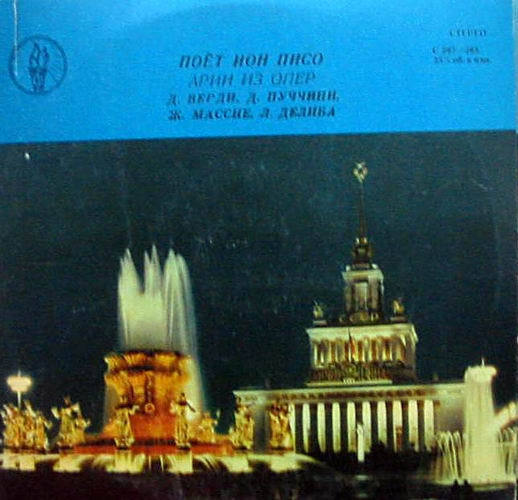 СТЕРЕО
ПОЁТ ИОН ПИСО
АРИИ ИЗ ОПЕР
Д. ВЕРДИ, Д. ПУЧЧИНИ,
Ж. МАССНЕ, Л. ДЕЛИБА